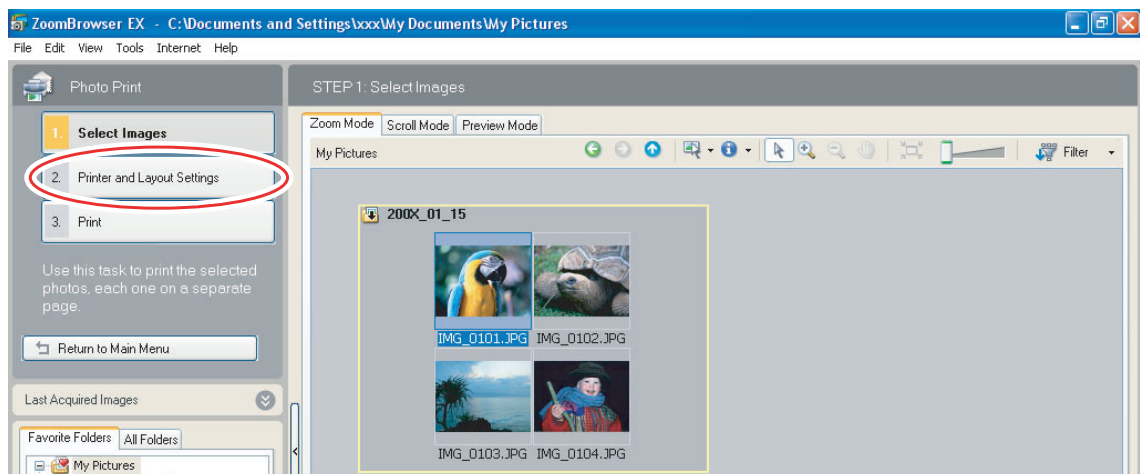 ZoomBrowser EX - C:\Documents and Settings\xxx\My Documents\My Pictures
File Edit View Tools Internet Help
Photo Print
STEP 1: Select Images
1. Select Images
2. Printer and Layout Settings
3. Print
Use this task to print the selected
photos, each one on a separate
page.
Return to Main Menu
Last Acquired Images
Favorite Folders All Folders
My Pictures
Zoom Mode Scroll Mode Preview Mode
My Pictures
Filter
200X_01_15
IMG_0101.JPG IMG_0102.JPG
IMG_0103.JPG IMG_0104.JPG